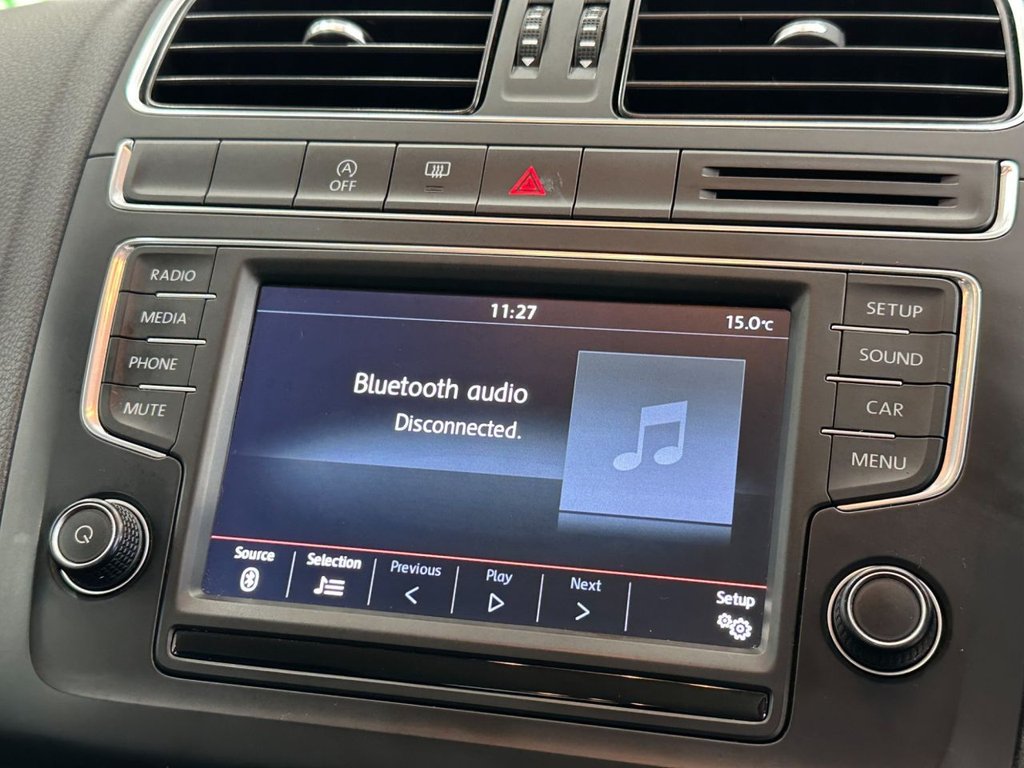 A
OFF
RADIO
MEDIA
PHONE
MUTE
11:27
15.0°C
Bluetooth audio
Disconnected.
Source
Selection
Previous
Play
Next
Setup
SETUP
SOUND
CAR
MENU